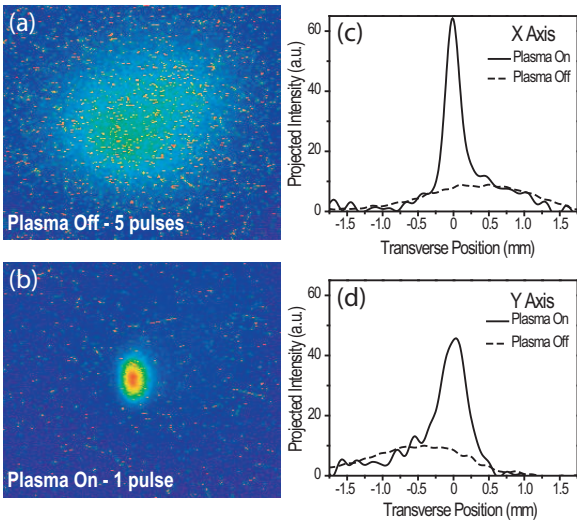 (a)
Plasma Off - 5 pulses
(b)
Plasma On - 1 pulse
(c)
X Axis
Plasma On
Plasma Off
Projected Intensity (a.u.)
60
40
20
0
-1.5 -1.0 -0.5 0 0.5 1.0 1.5
Transverse Position (mm)
(d)
Y Axis
Plasma On
Plasma Off
Projected Intensity (a.u.)
60
40
20
0
-1.5 -1.0 -0.5 0 0.5 1.0 1.5
Transverse Position (mm)